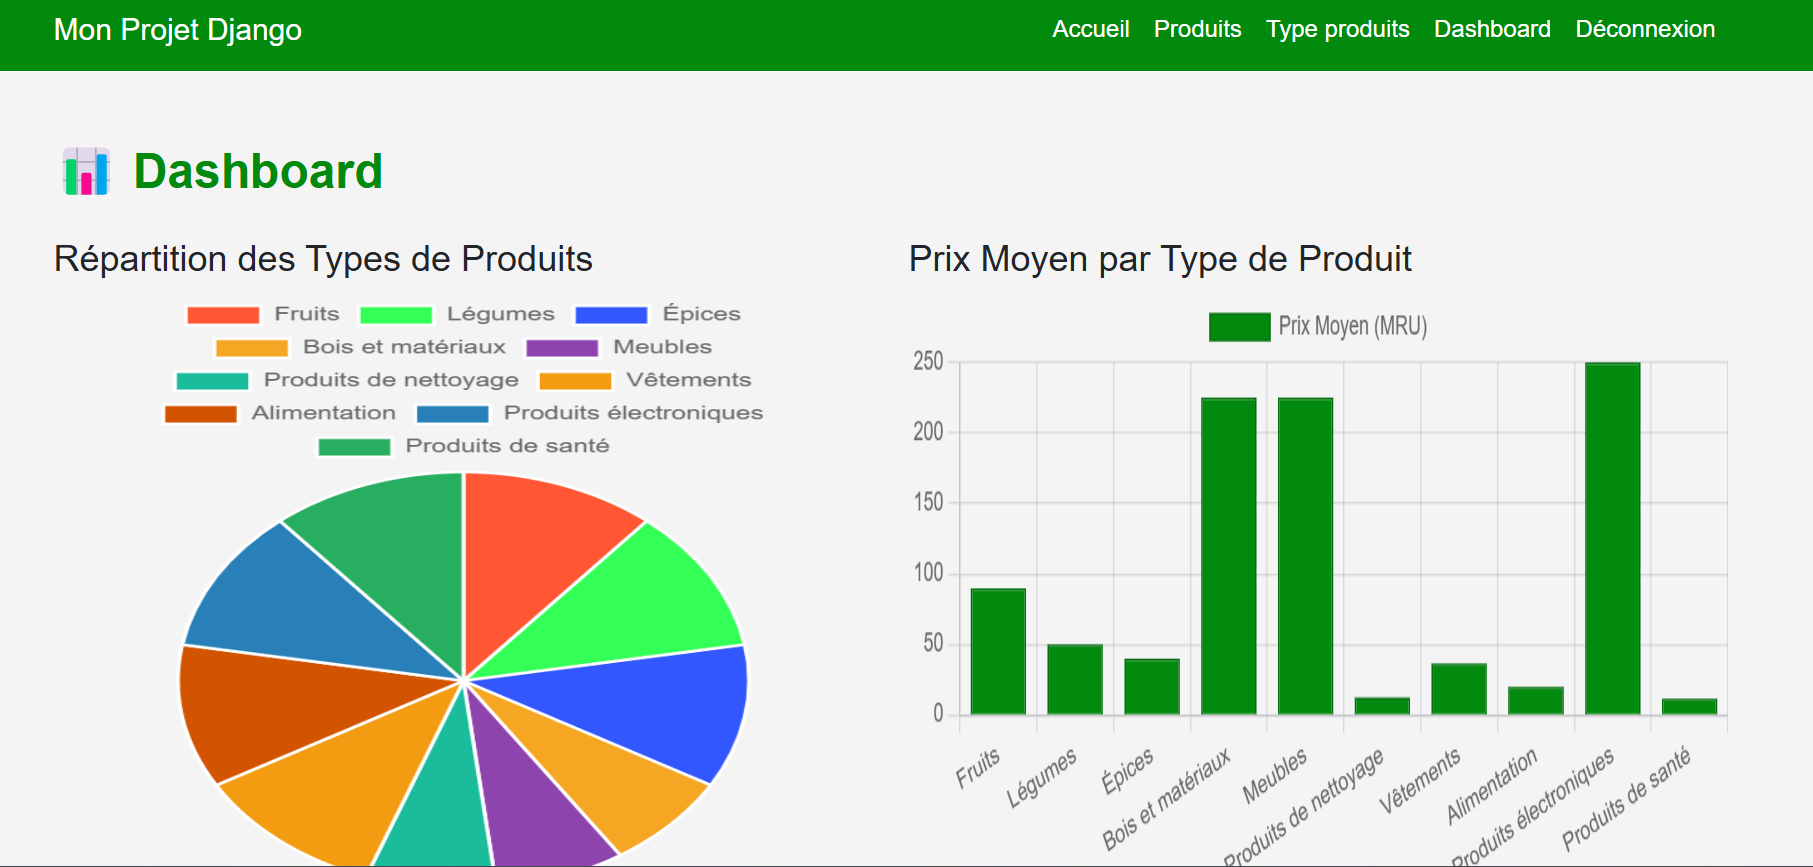 Mon Projet Django
Accueil Produits Type produits Dashboard Déconnexion
Dashboard
Répartition des Types de Produits
Fruits Légumes Épices
Bois et matériaux Meubles
Produits de nettoyage Vêtements
Alimentation Produits électroniques
Produits de santé
Prix Moyen par Type de Produit
Prix Moyen (MRU)
250
200
150
100
50
0
Fruits
Légumes
Épices
Bois et matériaux
Meubles
Produits de nettoyage
Vêtements
Alimentation
Produits électroniques
Produits de santé